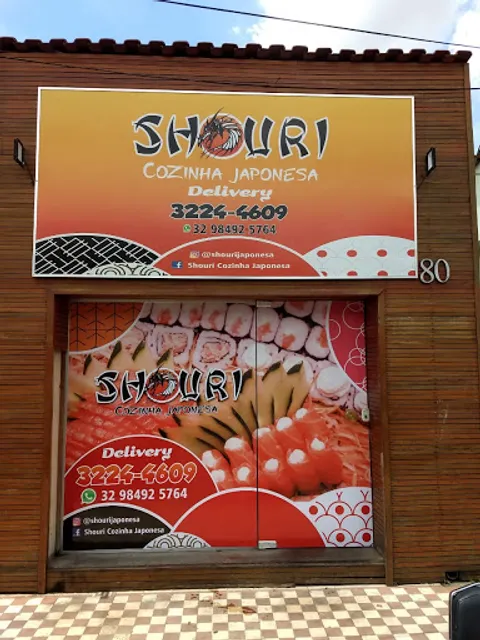 SHOURI
COZINHA JAPONESA
Delivery
3224-4609
32 98492-5764
@shourijaponesa
Shouri Cozinha Japonesa
80
SHOURI
COZINHA JAPONESA
Delivery
3224-4609
32 98492 5764
@shourijaponesa
Shouri Cozinha Japonesa